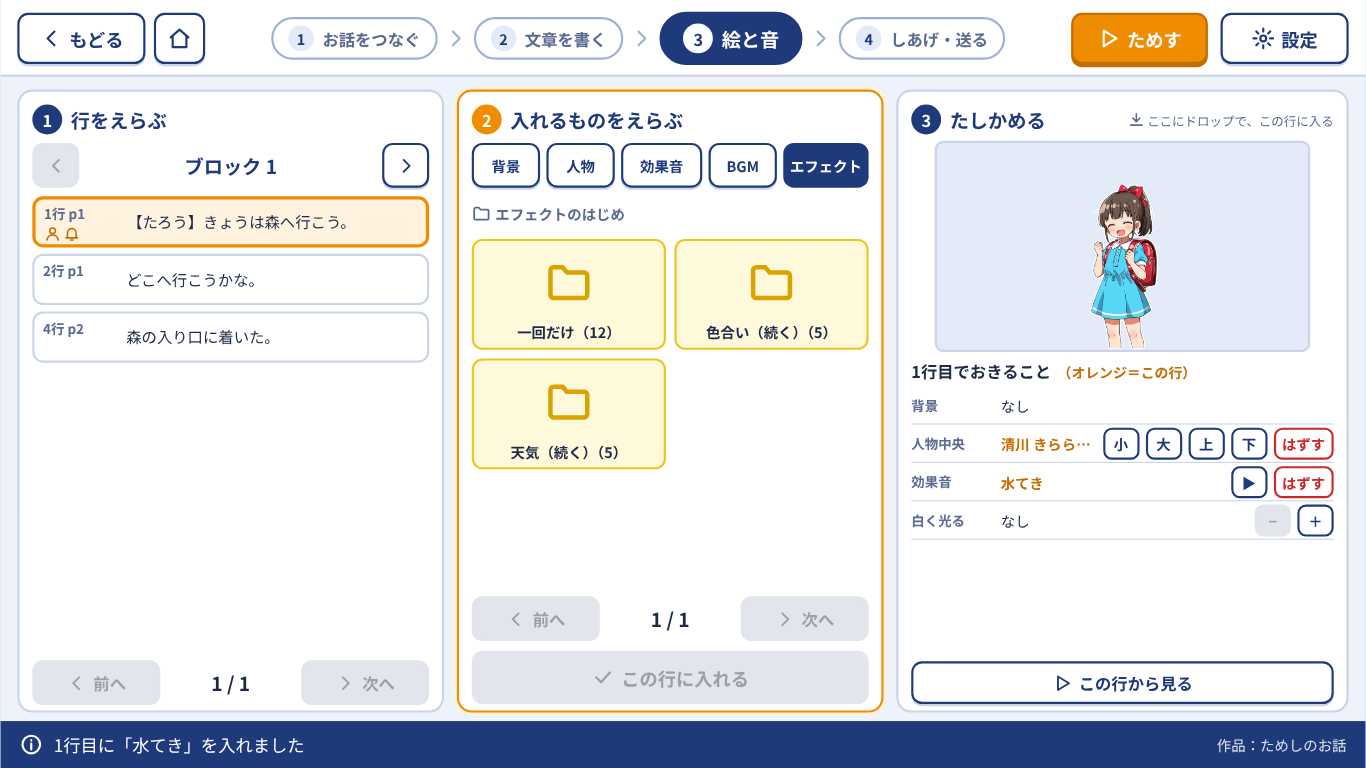 もどる
1 お話をつなぐ
2 文章を書く
3 絵と音
4 しあげ・送る
ためす
設定
1 行をえらぶ
ブロック 1
1行 p1
【たろう】きょうは森へ行こう。
2行 p1
どこへ行こうかな。
4行 p2
森の入り口に着いた。
前へ
1 / 1
次へ
2 入れるものをえらぶ
背景
人物
効果音
BGM
エフェクト
エフェクトのはじめ
一回だけ（12）
色合い（続く）（5）
天気（続く）（5）
前へ
1 / 1
次へ
この行に入れる
3 たしかめる
ここにドロップで、この行に入る
1行目でおきること （オレンジ＝この行）
背景 なし
人物中央 清川 きらら… 小 大 上 下 はずす
効果音 水てき はずす
白く光る なし − ＋
この行から見る
1行目に「水てき」を入れました
作品：ためしのお話